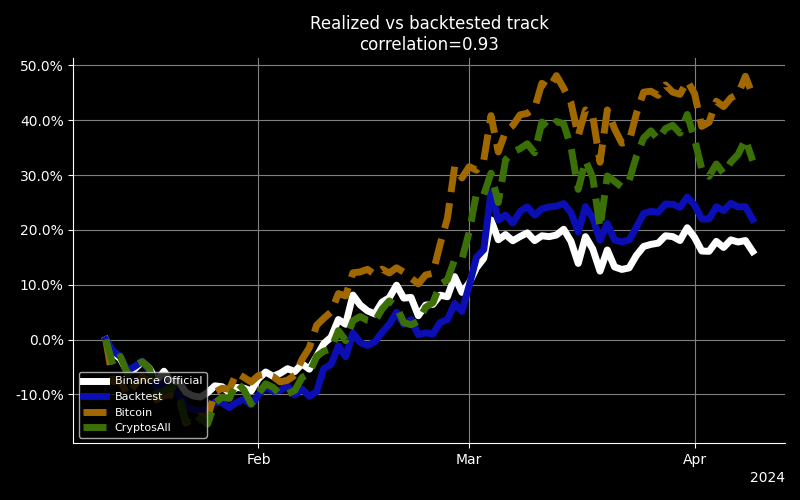 Realized vs backtested track
correlation=0.93
50.0%
40.0%
30.0%
20.0%
10.0%
0.0%
-10.0%
Binance Official
Backtest
Bitcoin
CryptosAll
Feb
Mar
Apr
2024